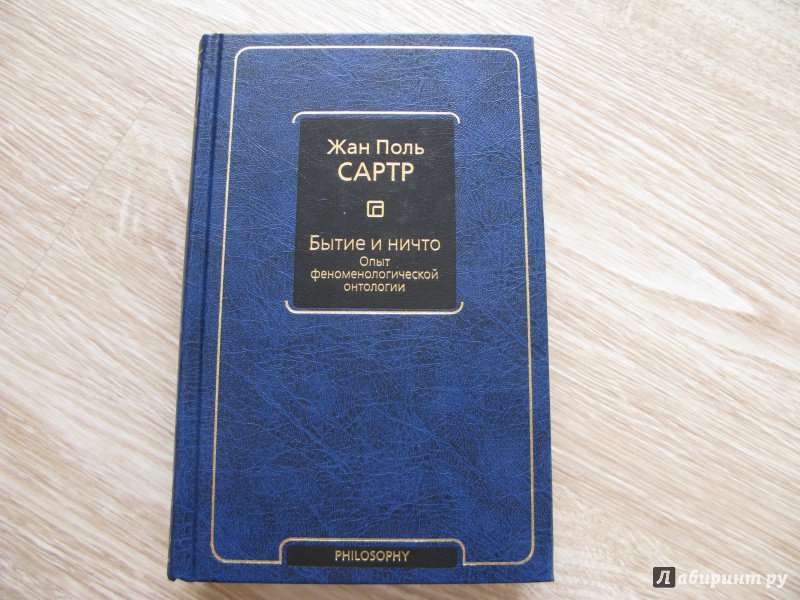 Жан Поль
САРТР
Бытие и ничто
Опыт
феноменологической
онтологии
PHILOSOPHY
Лабиринт.ру